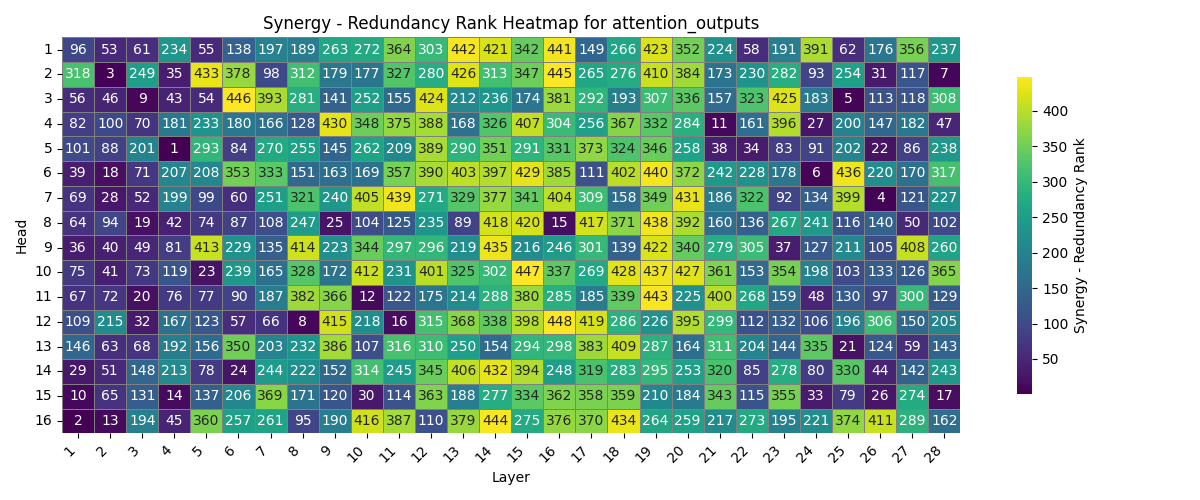 Synergy - Redundancy Rank Heatmap for attention_outputs
1 96 53 61 234 55 138 197 189 263 272 364 303 442 421 342 441 149 266 423 352 224 58 191 391 62 176 356 237
2 318 3 249 35 433 378 98 312 179 177 327 280 426 313 347 445 265 276 410 384 173 230 282 93 254 31 117 7
3 56 46 9 43 54 446 393 281 141 252 155 424 212 236 174 381 292 193 307 336 157 323 425 183 5 113 118 308
4 82 100 70 181 233 180 166 128 430 348 375 388 168 326 407 304 256 367 332 284 11 161 396 27 200 147 182 47
5 101 88 201 1 293 84 270 255 145 262 209 389 290 351 291 331 373 324 346 258 38 34 83 91 202 22 86 238
6 39 18 71 207 208 353 333 151 163 169 357 390 403 397 429 385 111 402 440 372 242 228 178 6 436 220 170 317
7 69 28 52 199 99 60 251 321 240 405 439 271 329 377 341 404 309 158 349 431 186 322 92 134 399 4 121 227
8 64 94 19 42 74 87 108 247 25 104 125 235 89 418 420 15 417 371 438 392 160 136 267 241 116 140 50 102
9 36 40 49 81 413 229 135 414 223 344 297 296 219 435 216 246 301 139 422 340 279 305 37 127 211 105 408 260
10 75 41 73 119 23 239 165 328 172 412 231 401 325 302 447 337 269 428 437 427 361 153 354 198 103 133 126 365
11 67 72 20 76 77 90 187 382 366 12 122 175 214 288 380 285 185 339 443 225 400 268 159 48 130 97 300 129
12 109 215 32 167 123 57 66 8 415 218 16 315 368 338 398 448 419 286 226 395 299 112 132 106 196 306 150 205
13 146 63 68 192 156 350 203 232 386 107 316 310 250 154 294 298 383 409 287 164 311 204 144 335 21 124 59 143
14 29 51 148 213 78 24 244 222 152 314 245 345 406 432 394 248 319 283 295 253 320 85 278 80 330 44 142 243
15 10 65 131 14 137 206 369 171 120 30 114 363 188 277 334 362 358 359 210 184 343 115 355 33 79 26 274 17
16 2 13 194 45 360 257 261 95 190 416 387 110 379 444 275 376 370 434 264 259 217 273 195 221 374 411 289 162
1 2 3 4 5 6 7 8 9 10 11 12 13 14 15 16 17 18 19 20 21 22 23 24 25 26 27 28
Layer
Head
400
350
300
250
200
150
100
50
Synergy - Redundancy Rank